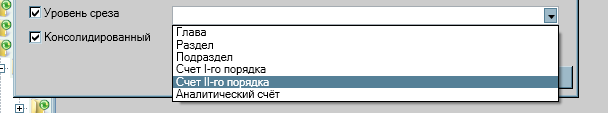 Уровень среза
Консолидированный
Глава
Раздел
Подраздел
Счет I-го порядка
Счет II-го порядка
Аналитический счёт